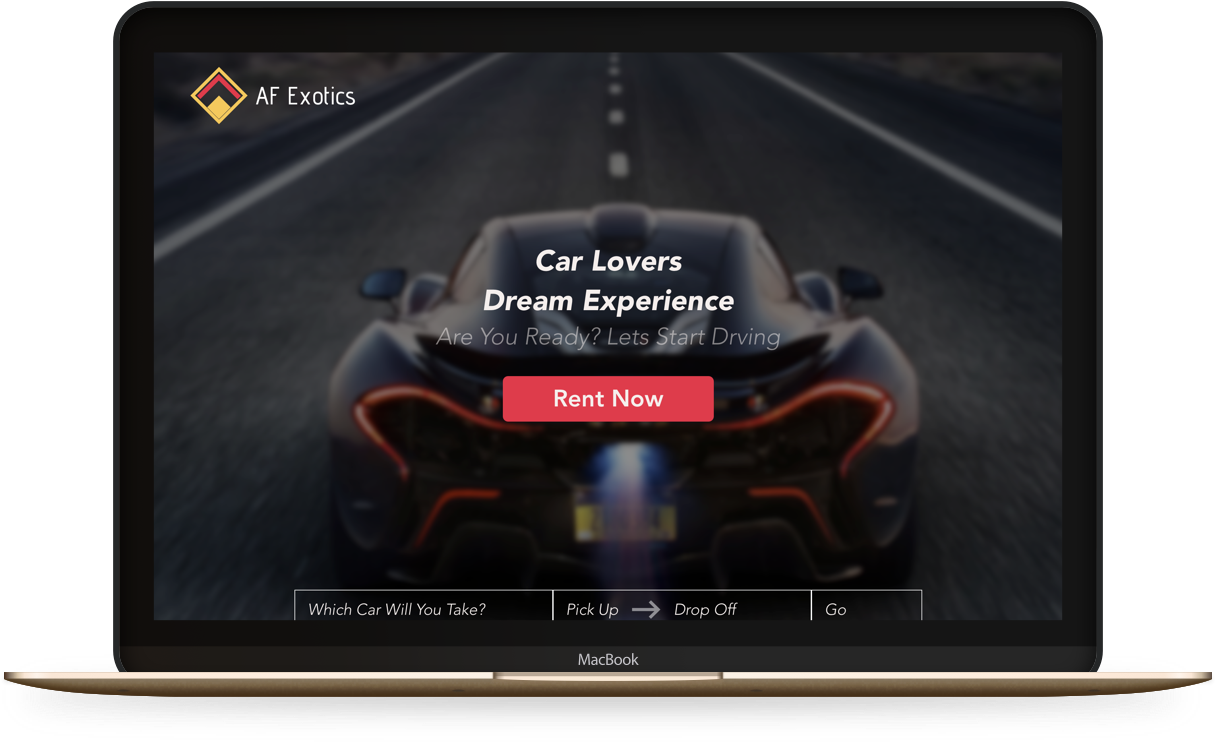 AF Exotics
Car Lovers
Dream Experience
Are You Ready? Lets Start Drving
Rent Now
Which Car Will You Take?
Pick Up
Drop Off
Go
MacBook